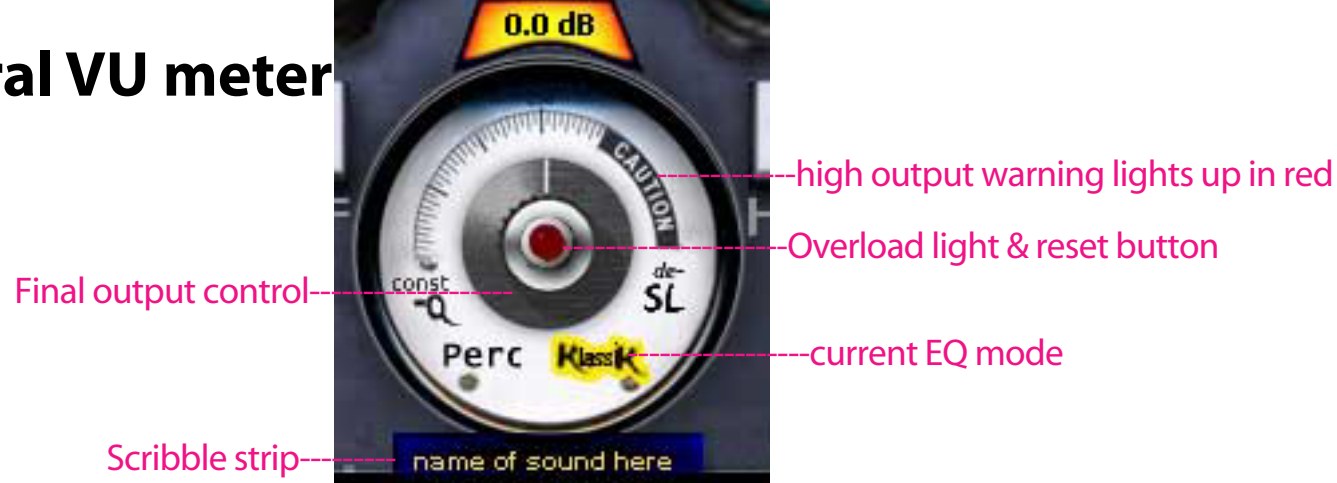 0.0 dB
ral VU meter
CAUTION
high output warning lights up in red
Overload light & reset button
const
-Q
de-
SL
Final output control
Perc
KlassiK
current EQ mode
Scribble strip
name of sound here